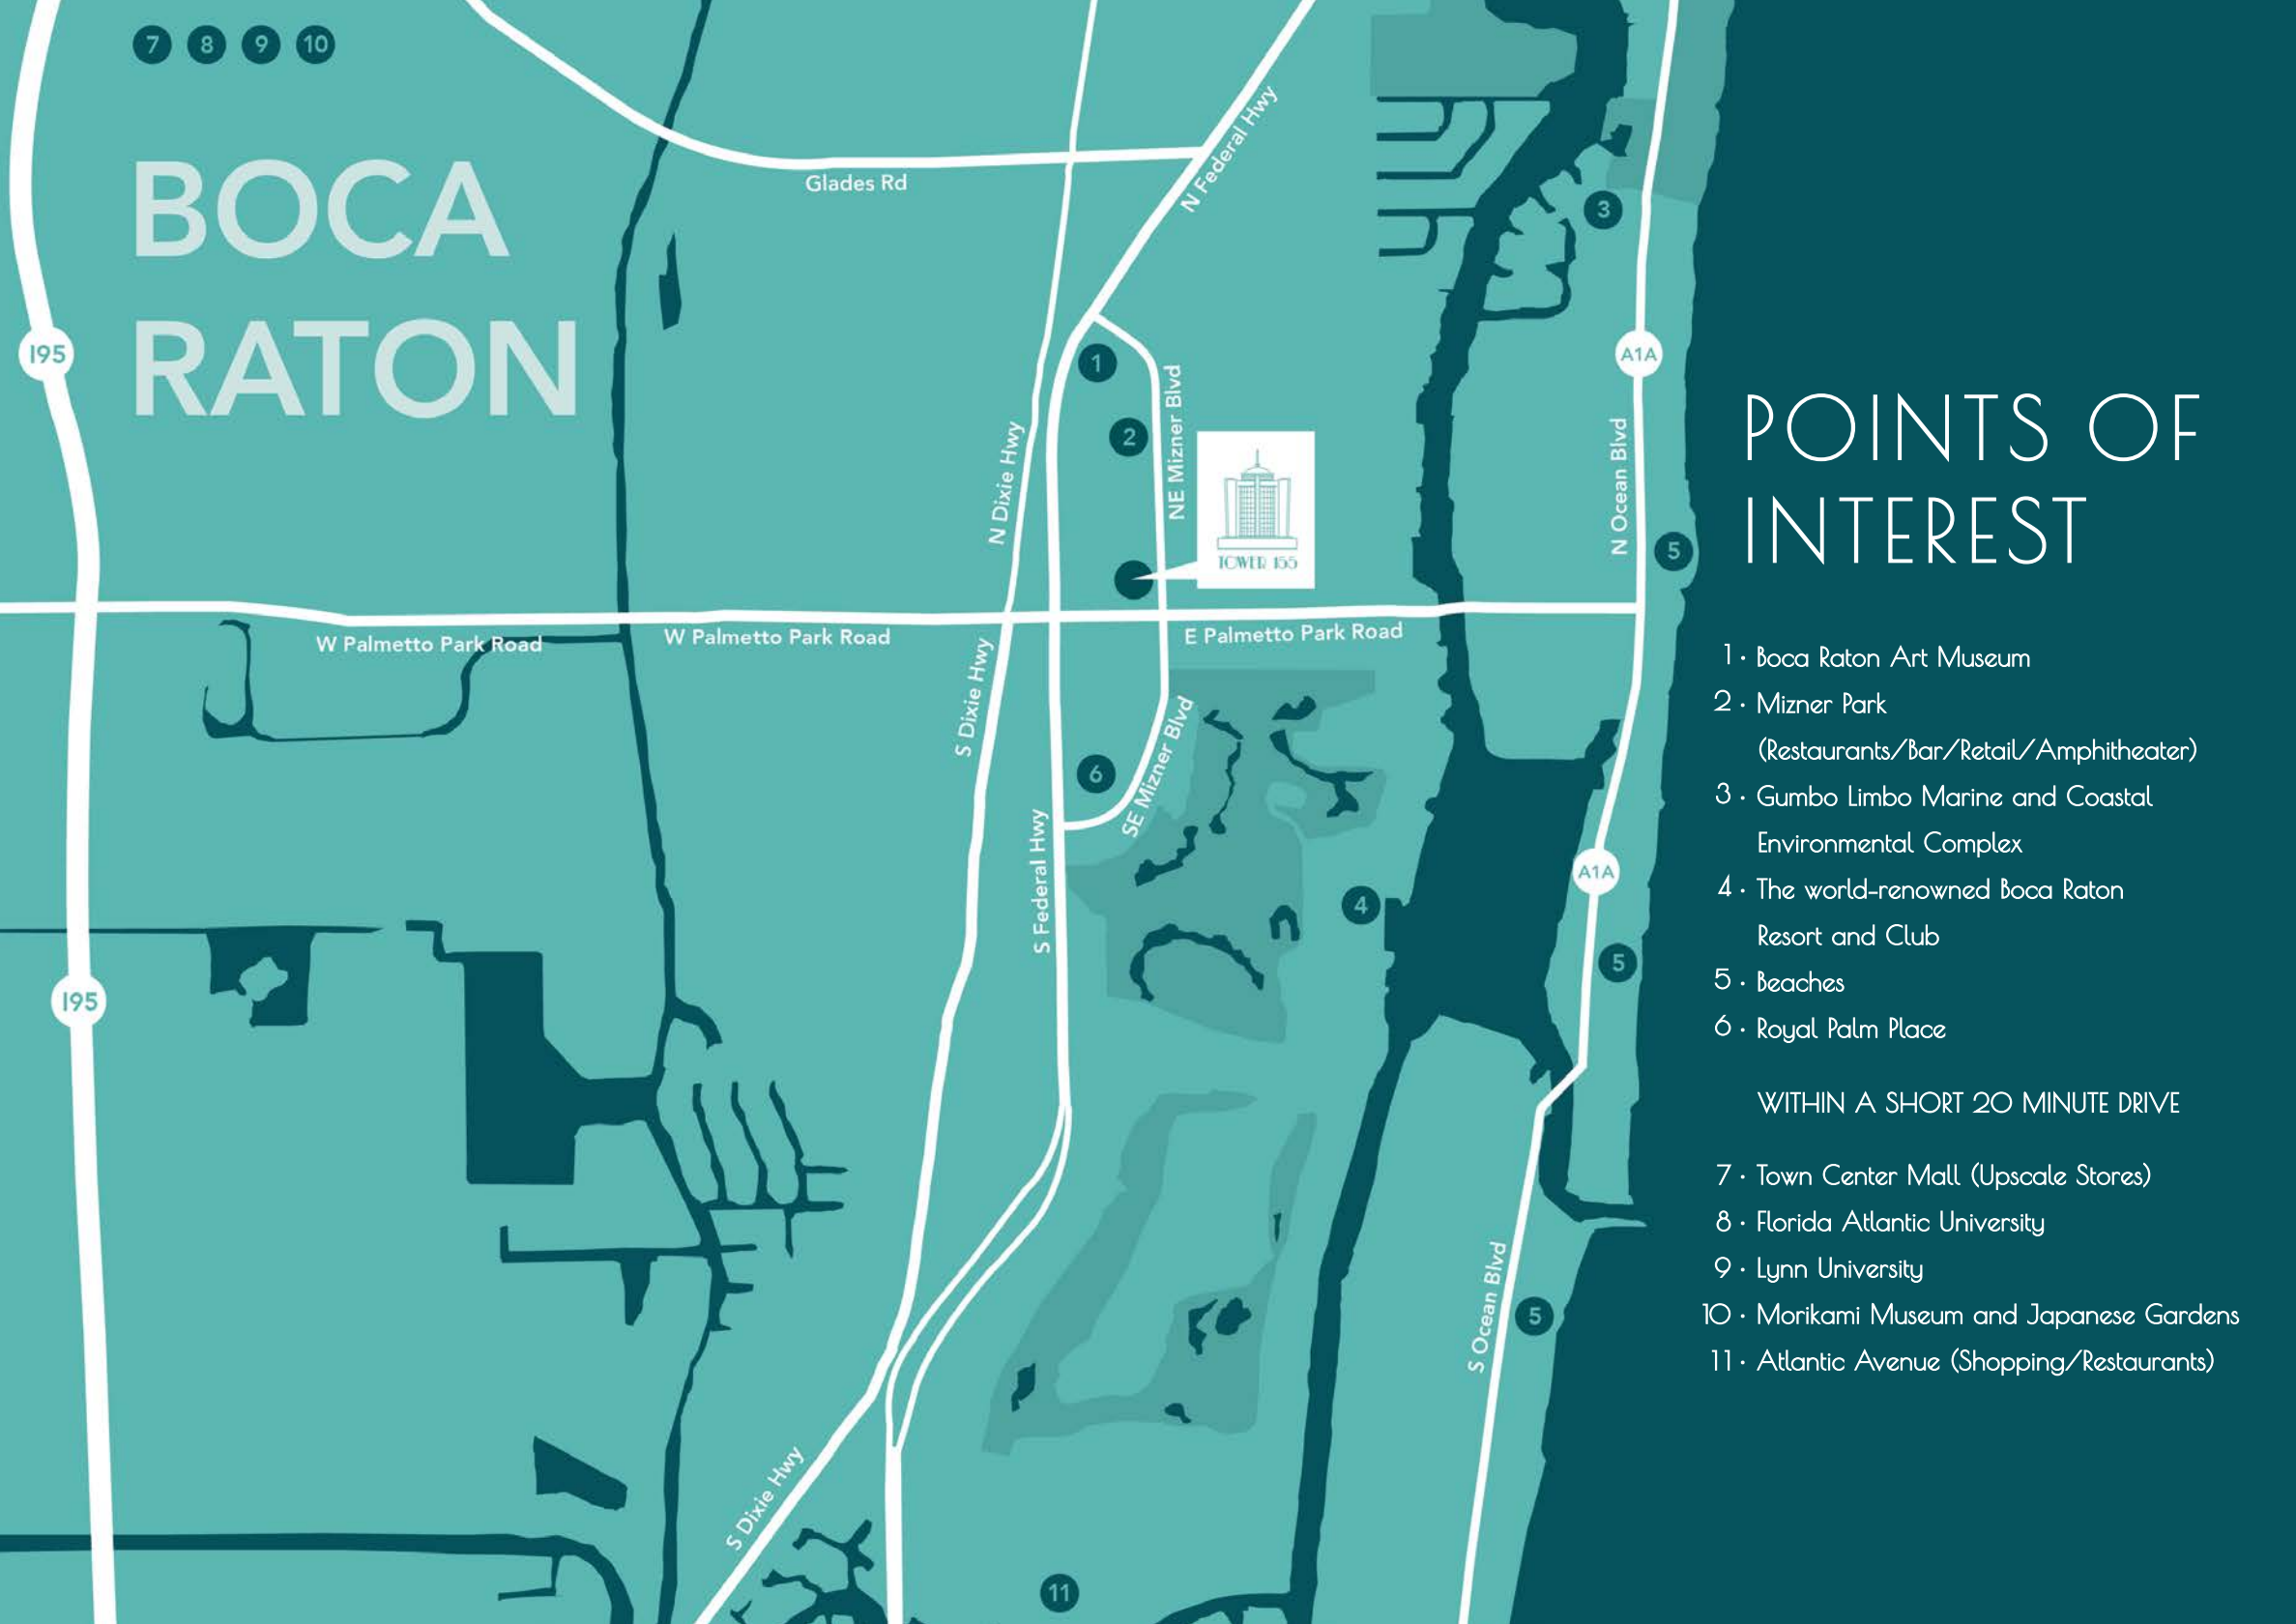 7 8 9 10
BOCA
RATON
Glades Rd
N Federal Hwy
3
I95
1
A1A
2
NE Mizner Blvd
N Dixie Hwy
N Ocean Blvd
TOWER 155
5
W Palmetto Park Road
W Palmetto Park Road
E Palmetto Park Road
S Dixie Hwy
6
SE Mizner Blvd
S Federal Hwy
A1A
4
5
I95
S Ocean Blvd
5
S Dixie Hwy
11
POINTS OF
INTEREST
1 • Boca Raton Art Museum
2 • Mizner Park
(Restaurants/Bar/Retail/Amphitheater)
3 • Gumbo Limbo Marine and Coastal
Environmental Complex
4 • The world-renowned Boca Raton
Resort and Club
5 • Beaches
6 • Royal Palm Place
WITHIN A SHORT 20 MINUTE DRIVE
7 • Town Center Mall (Upscale Stores)
8 • Florida Atlantic University
9 • Lynn University
10 • Morikami Museum and Japanese Gardens
11 • Atlantic Avenue (Shopping/Restaurants)